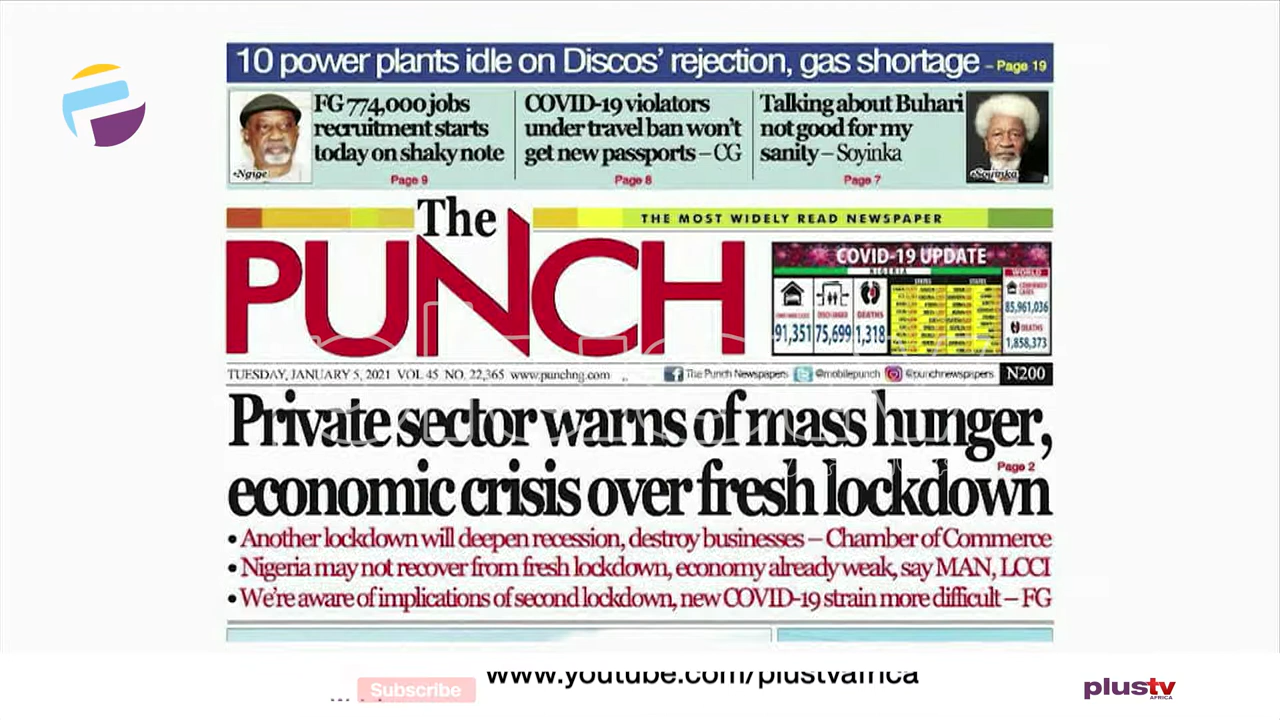 10 power plants idle on Discos' rejection, gas shortage – Page 19
FG 774,000 jobs
recruitment starts
today on shaky note
Page 9
•Ngige
COVID-19 violators
under travel ban won't
get new passports – CG
Page 8
Talking about Buhari
not good for my
sanity – Soyinka
Page 7
•Soyinka
The
PUNCH
THE MOST WIDELY READ NEWSPAPER
COVID-19 UPDATE
NIGERIA
WORLD
STATES
STATES
CONFIRMED CASES
85,961,036
DISCHARGED
DEATHS
91,351
75,699
1,318
DEATHS
1,858,373
TUESDAY, JANUARY 5, 2021 VOL 45 NO. 22,365 www.punchng.com
The Punch Newspapers
@mobilepunch
@punchnewspapers
N200
Private sector warns of mass hunger,
Page 2
economic crisis over fresh lockdown
• Another lockdown will deepen recession, destroy businesses – Chamber of Commerce
• Nigeria may not recover from fresh lockdown, economy already weak, say MAN, LCCI
• We're aware of implications of second lockdown, new COVID-19 strain more difficult – FG
Subscribe
www.youtube.com/plustvafrica
plustv
AFRICA